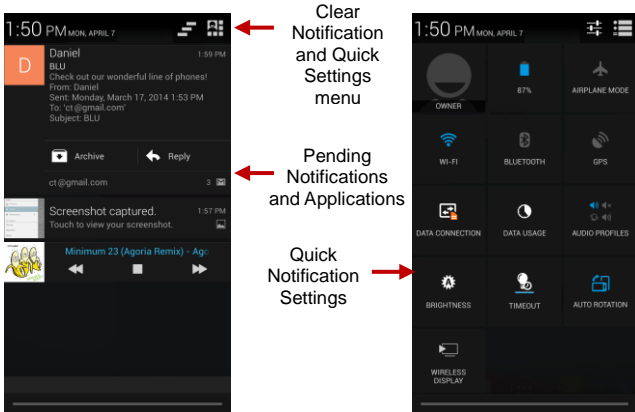 1:50 PM MON, APRIL 7
D
Daniel 1:59 PM
BLU
Check out our wonderful line of phones!
From: Daniel
Sent: Monday, March 17, 2014 1:53 PM
To: 'ct@gmail.com'
Subject: BLU
Archive
Reply
ct@gmail.com 3
Screenshot captured. 1:57 PM
Touch to view your screenshot.
Minimum 23 (Agoria Remix) - Ago
Clear
Notification
and Quick
Settings
menu
Pending
Notifications
and Applications
Quick
Notification
Settings
1:50 PM MON, APRIL 7
OWNER
87%
AIRPLANE MODE
WI-FI
BLUETOOTH
GPS
DATA CONNECTION
DATA USAGE
AUDIO PROFILES
BRIGHTNESS
TIMEOUT
AUTO ROTATION
WIRELESS
DISPLAY